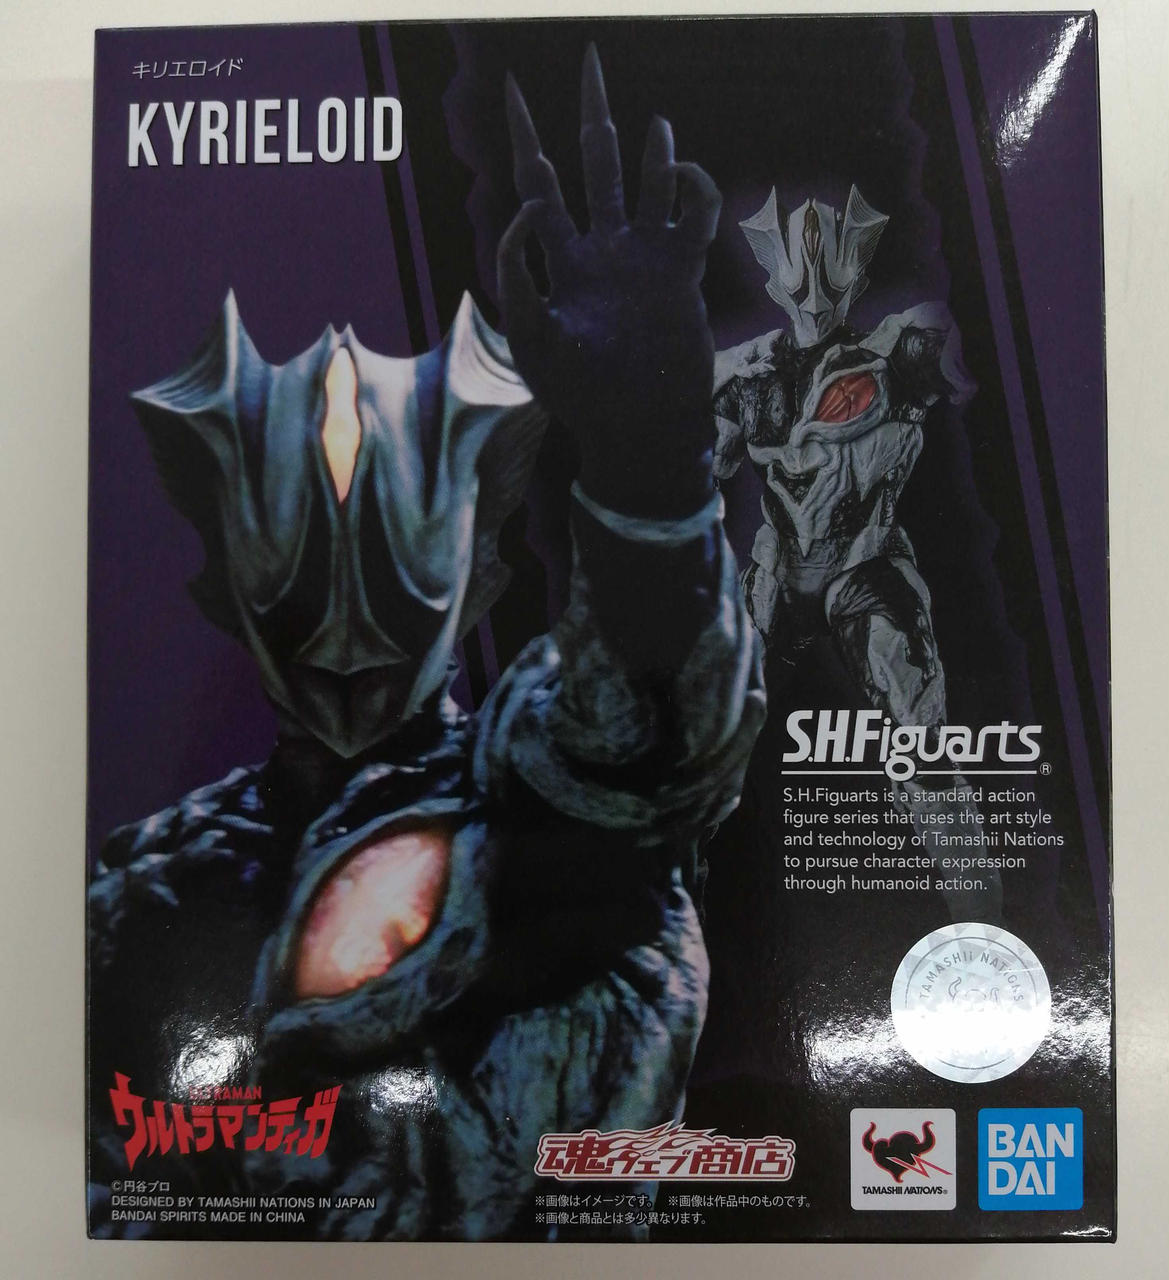 キリエロイド
KYRIELOID
S.H.Figuarts®
S.H.Figuarts is a standard action
figure series that uses the art style
and technology of Tamashii Nations
to pursue character expression
through humanoid action.
TAMASHII NATIONS
ULTRAMAN
ウルトラマンティガ
©円谷プロ
DESIGNED BY TAMASHII NATIONS IN JAPAN
BANDAI SPIRITS MADE IN CHINA
魂ウェブ商店
※画像はイメージです。 ※画像は作品中のものです。
※画像と商品とは多少異なります。
TAMASHII NATIONS®
BAN
DAI